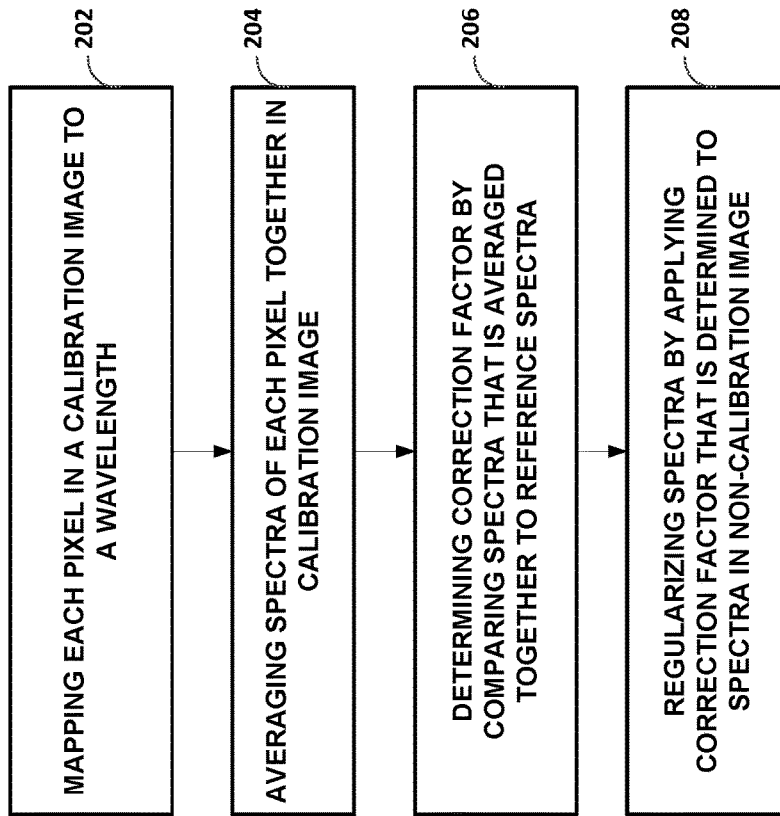 202
MAPPING EACH PIXEL IN A CALIBRATION IMAGE TO
A WAVELENGTH
204
AVERAGING SPECTRA OF EACH PIXEL TOGETHER IN
CALIBRATION IMAGE
206
DETERMINING CORRECTION FACTOR BY
COMPARING SPECTRA THAT IS AVERAGED
TOGETHER TO REFERENCE SPECTRA
208
REGULARIZING SPECTRA BY APPLYING
CORRECTION FACTOR THAT IS DETERMINED TO
SPECTRA IN NON-CALIBRATION IMAGE